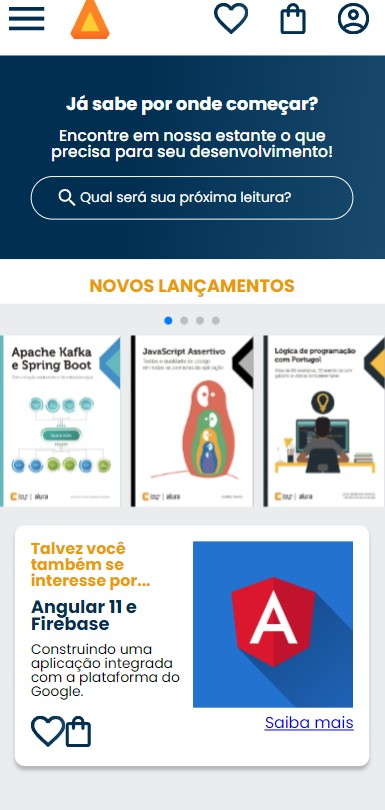 Já sabe por onde começar?
Encontre em nossa estante o que
precisa para seu desenvolvimento!
Qual será sua próxima leitura?
NOVOS LANÇAMENTOS
Apache Kafka
e Spring Boot
JavaScript Assertivo
Testes e qualidade de código
em todas as camadas da aplicação
Lógica de programação
com Portugol
alura
alura
alura
Talvez você
também se
interesse por...
Angular 11 e
Firebase
Construindo uma
aplicação integrada
com a plataforma do
Google.
A
Saiba mais